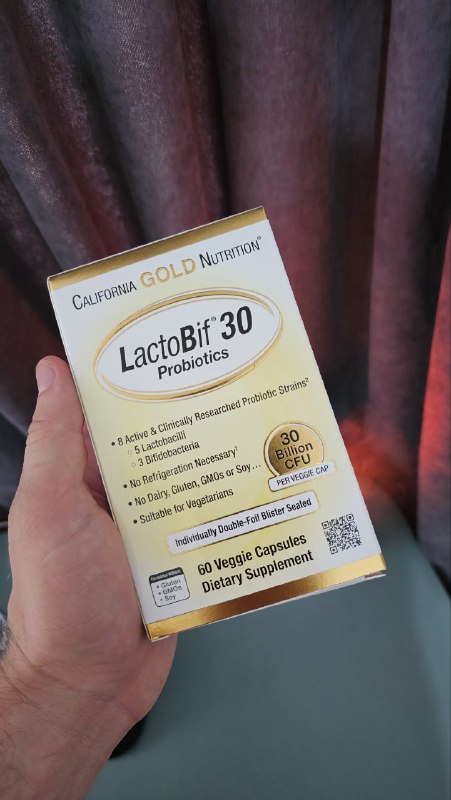 CALIFORNIA GOLD NUTRITION®
LactoBif® 30
Probiotics
• 8 Active & Clinically Researched Probiotic Strains²
○ 5 Lactobacilli
○ 3 Bifidobacteria
• No Refrigeration Necessary¹
• No Dairy, Gluten, GMOs or Soy...
• Suitable for Vegetarians
30
Billion
CFU
PER VEGGIE CAP
Individually Double-Foil Blister Sealed
60 Veggie Capsules
Dietary Supplement
• Gluten
• GMOs
• Soy